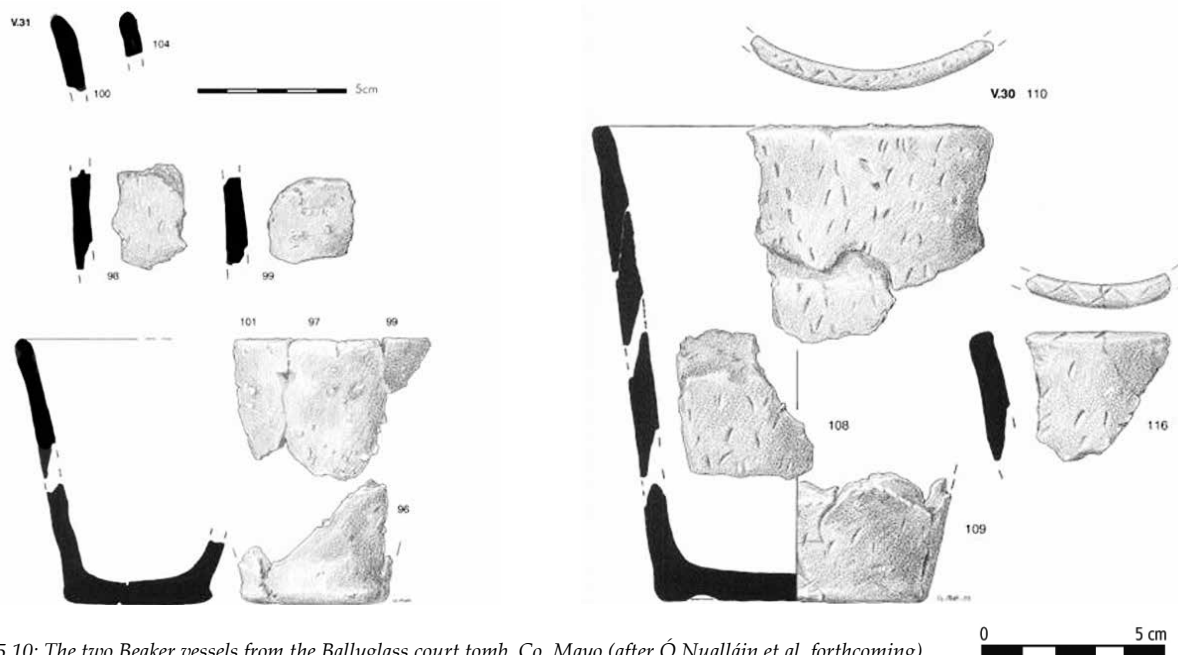 V.31
104
100
5cm
V.30 110
98
99
101 97 99
108
116
96
109
5.10: The two Beaker vessels from the Ballyglass court tomb, Co. Mayo (after Ó Nualláin et al. forthcoming)
0 5 cm